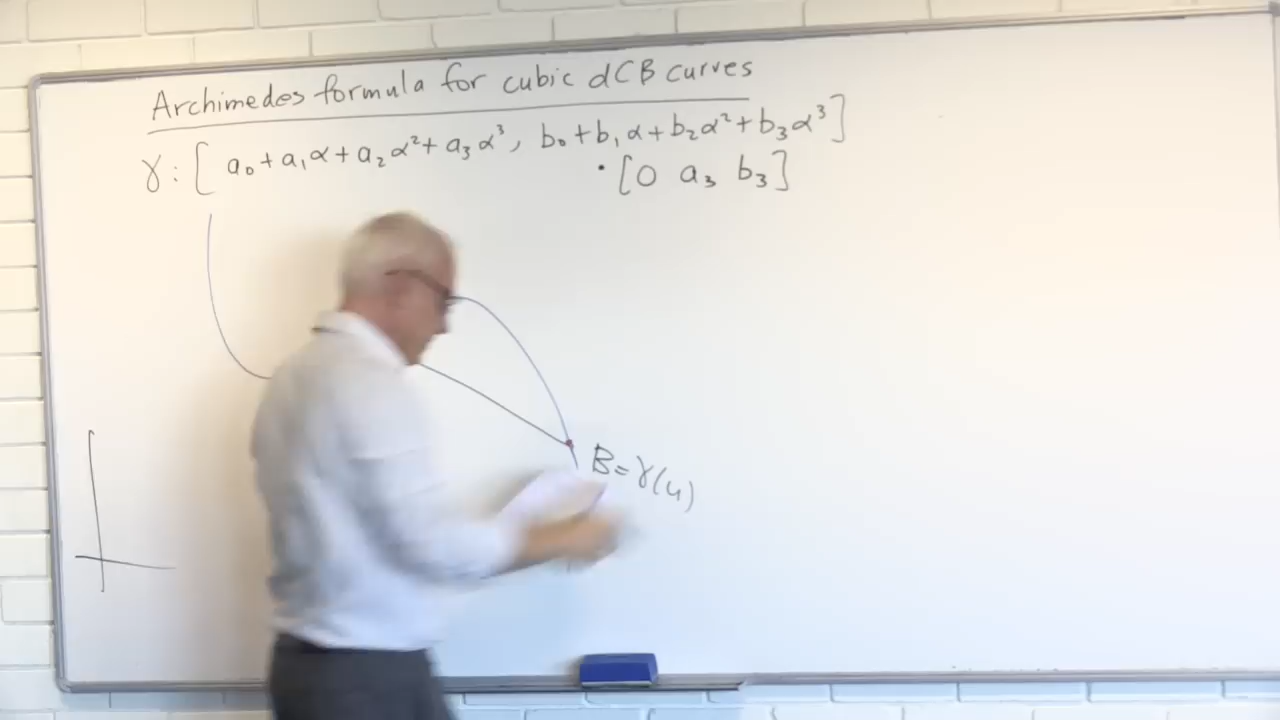 Archimedes formula for cubic dCB curves
γ : [ a₀ + a₁α + a₂α² + a₃α³ , b₀ + b₁α + b₂α² + b₃α³ ]
• [0 a₃ b₃]
B = γ(u)